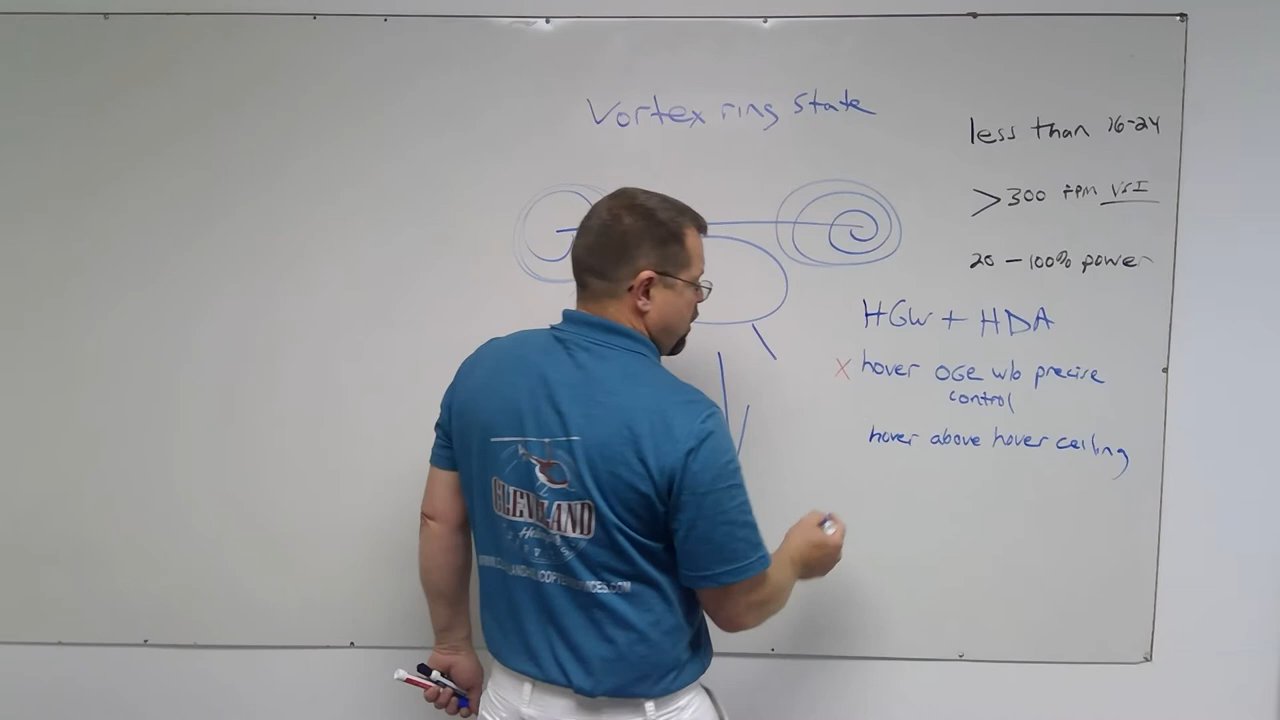 Vortex ring state
less than 16-24
>300 fpm VSI
20 - 100% power
HGW + HDA
x hover OGE w/o precise
control
hover above hover ceiling
CLEVELAND